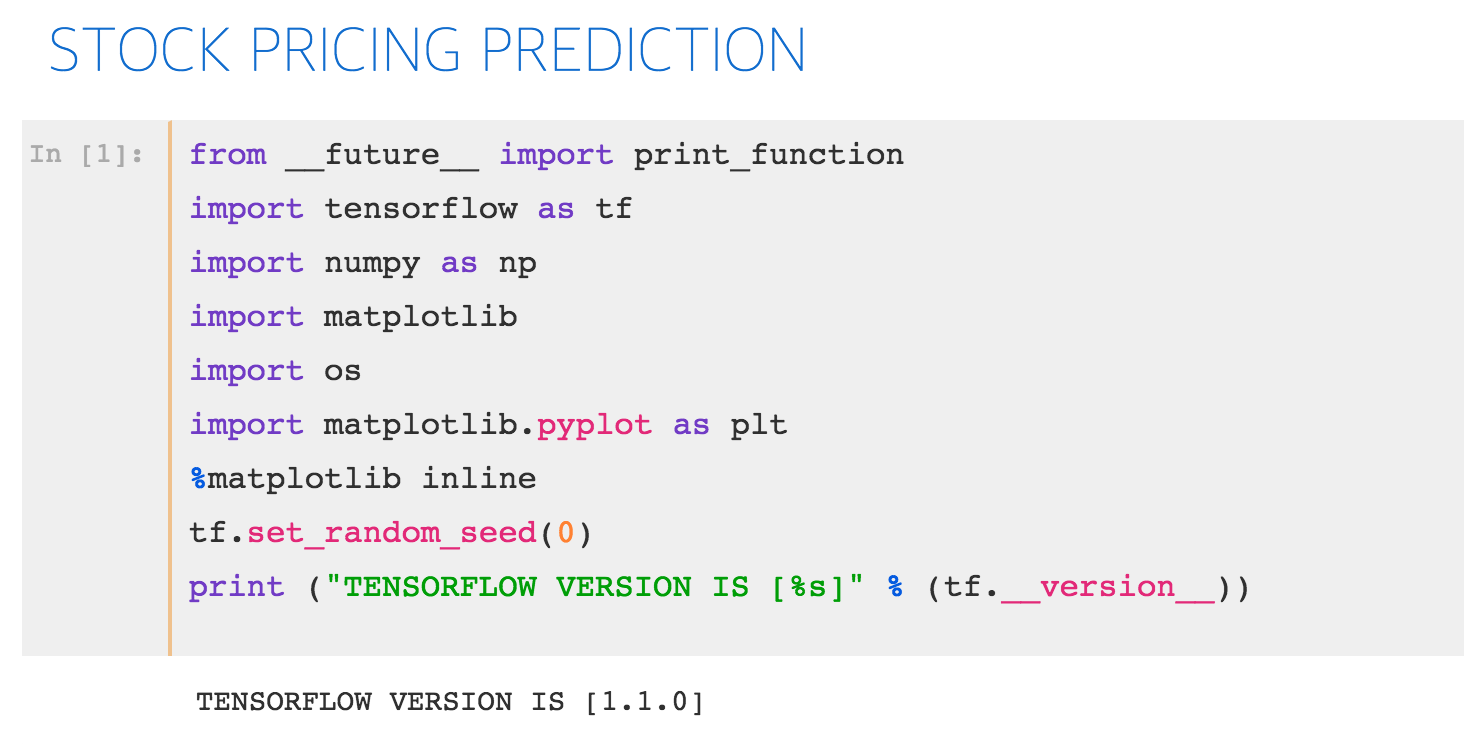 STOCK PRICING PREDICTION
In [1]:
from __future__ import print_function
import tensorflow as tf
import numpy as np
import matplotlib
import os
import matplotlib.pyplot as plt
%matplotlib inline
tf.set_random_seed(0)
print ("TENSORFLOW VERSION IS [%s]" % (tf.__version__))
TENSORFLOW VERSION IS [1.1.0]